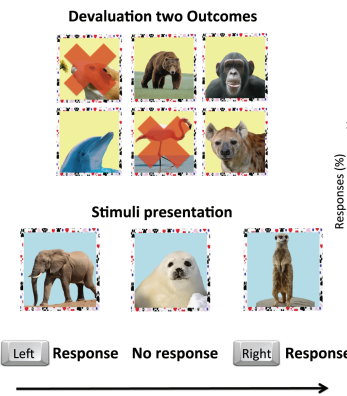 Devaluation two Outcomes
Responses (%)
Stimuli presentation
Left Response No response Right Response